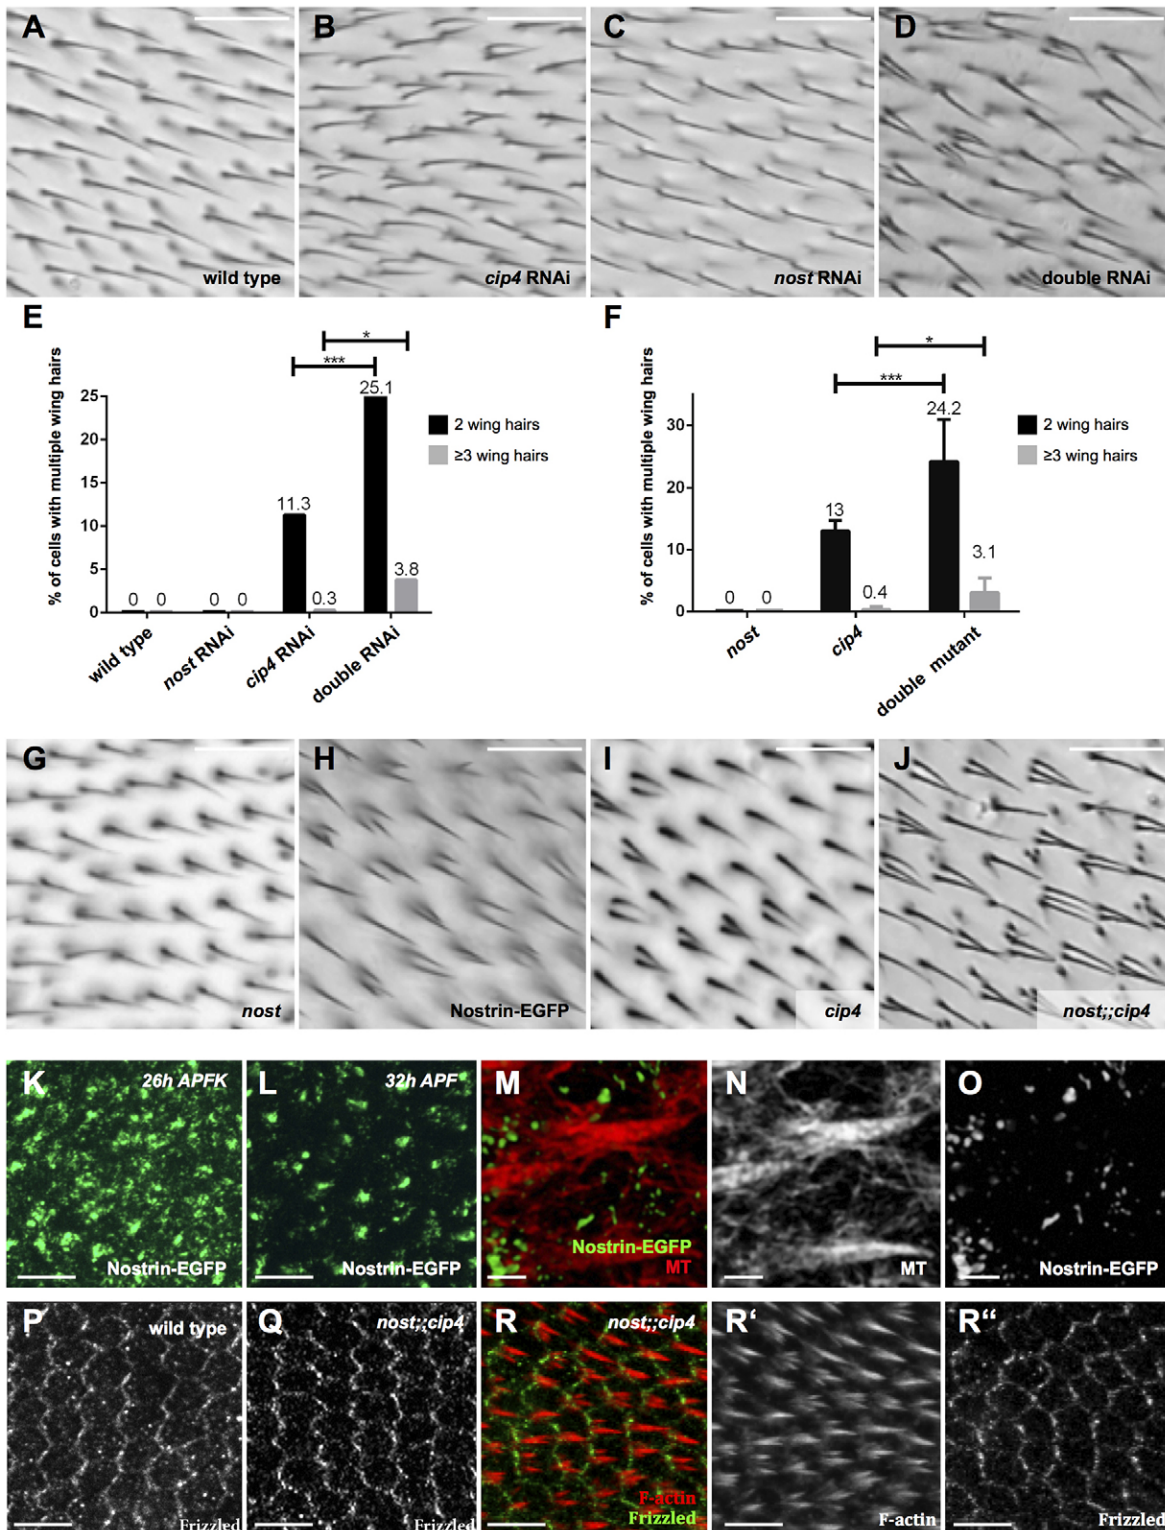 A
B
C
D
wild type
cip4 RNAi
nost RNAi
double RNAi
E
% of cells with multiple wing hairs
25
20
15
10
5
0
0 0
0 0
11.3
0.3
25.1
3.8
***
*
wild type
nost RNAi
cip4 RNAi
double RNAi
2 wing hairs
≥3 wing hairs
F
% of cells with multiple wing hairs
30
20
10
0
0 0
13
0.4
24.2
3.1
***
*
nost
cip4
double mutant
2 wing hairs
≥3 wing hairs
G
H
I
J
nost
Nostrin-EGFP
cip4
nost;;cip4
K
26h APFK
Nostrin-EGFP
L
32h APF
Nostrin-EGFP
M
Nostrin-EGFP
MT
N
MT
O
Nostrin-EGFP
P
wild type
Frizzled
Q
nost;;cip4
Frizzled
R
nost;;cip4
F-actin
Frizzled
R‘
F-actin
R“
Frizzled